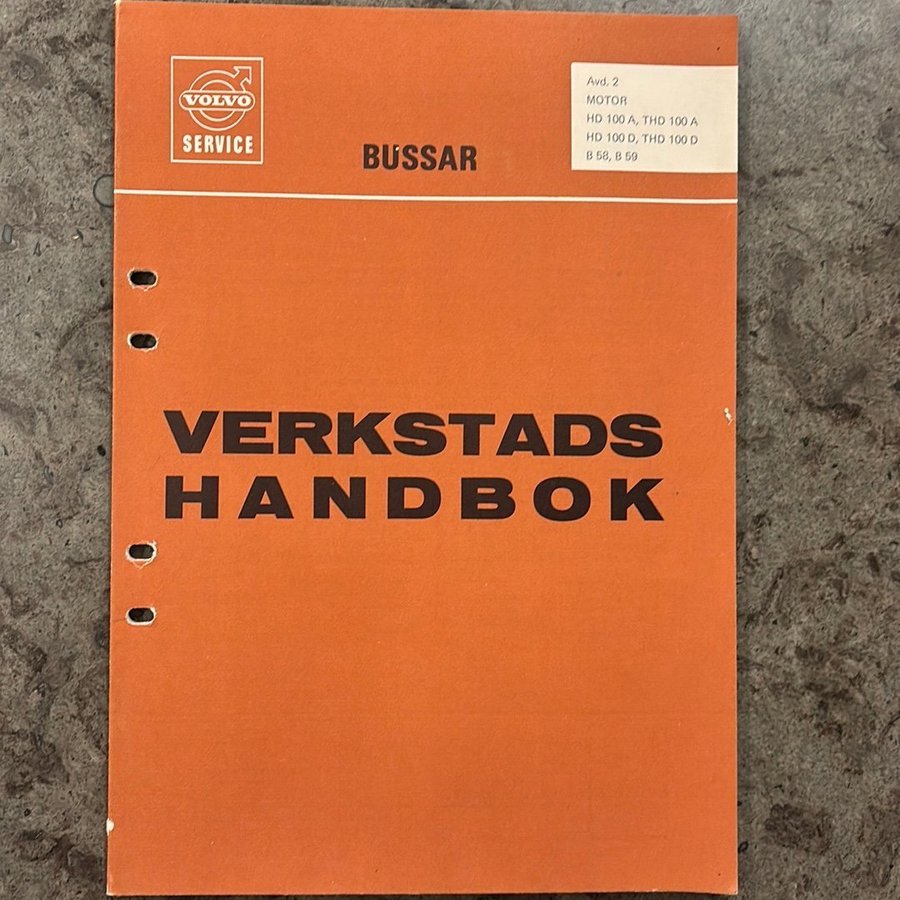 VOLVO
SERVICE
BUSSAR
Avd. 2
MOTOR
HD 100 A, THD 100 A
HD 100 D, THD 100 D
B 58, B 59
VERKSTADS
HANDBOK